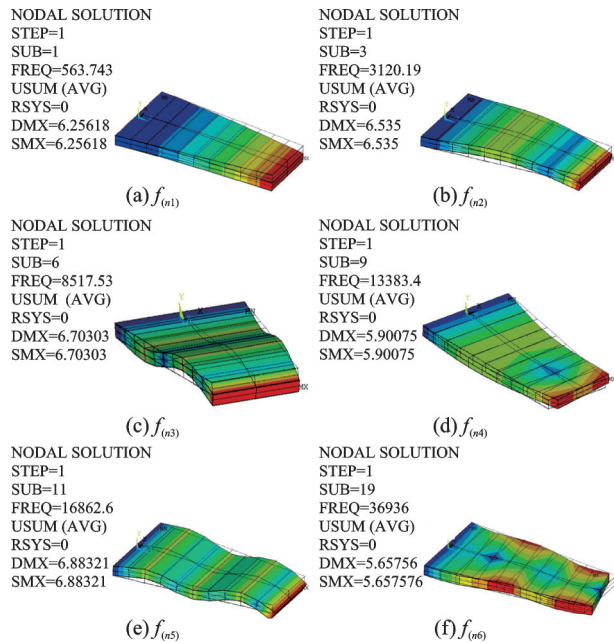 NODAL SOLUTION
STEP=1
SUB=1
FREQ=563.743
USUM (AVG)
RSYS=0
DMX=6.25618
SMX=6.25618
(a) f(n1)
NODAL SOLUTION
STEP=1
SUB=3
FREQ=3120.19
USUM (AVG)
RSYS=0
DMX=6.535
SMX=6.535
(b) f(n2)
NODAL SOLUTION
STEP=1
SUB=6
FREQ=8517.53
USUM (AVG)
RSYS=0
DMX=6.70303
SMX=6.70303
Y
X
MX
(c) f(n3)
NODAL SOLUTION
STEP=1
SUB=9
FREQ=13383.4
USUM (AVG)
RSYS=0
DMX=5.90075
SMX=5.90075
(d) f(n4)
NODAL SOLUTION
STEP=1
SUB=11
FREQ=16862.6
USUM (AVG)
RSYS=0
DMX=6.88321
SMX=6.88321
(e) f(n5)
NODAL SOLUTION
STEP=1
SUB=19
FREQ=36936
USUM (AVG)
RSYS=0
DMX=5.65756
SMX=5.657576
(f) f(n6)